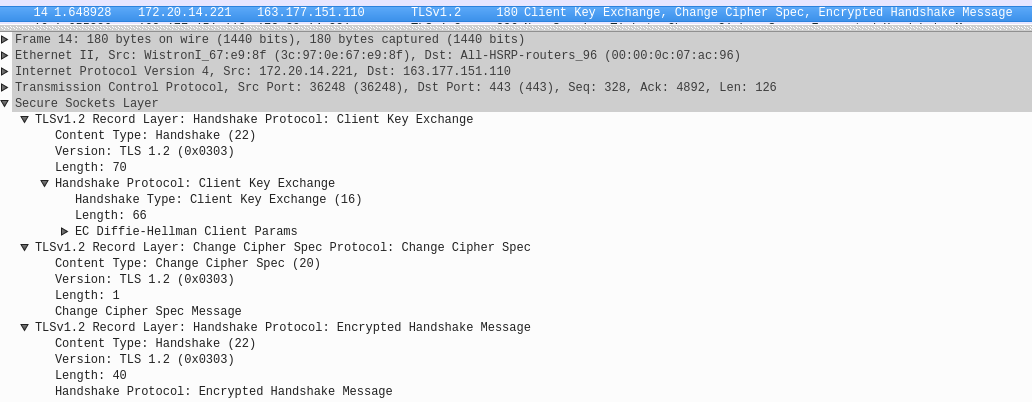 14 1.648928 172.20.14.221 163.177.151.110 TLSv1.2 180 Client Key Exchange, Change Cipher Spec, Encrypted Handshake Message
Frame 14: 180 bytes on wire (1440 bits), 180 bytes captured (1440 bits)
Ethernet II, Src: WistronI_67:e9:8f (3c:97:0e:67:e9:8f), Dst: All-HSRP-routers_96 (00:00:0c:07:ac:96)
Internet Protocol Version 4, Src: 172.20.14.221, Dst: 163.177.151.110
Transmission Control Protocol, Src Port: 36248 (36248), Dst Port: 443 (443), Seq: 328, Ack: 4892, Len: 126
Secure Sockets Layer
TLSv1.2 Record Layer: Handshake Protocol: Client Key Exchange
Content Type: Handshake (22)
Version: TLS 1.2 (0x0303)
Length: 70
Handshake Protocol: Client Key Exchange
Handshake Type: Client Key Exchange (16)
Length: 66
EC Diffie-Hellman Client Params
TLSv1.2 Record Layer: Change Cipher Spec Protocol: Change Cipher Spec
Content Type: Change Cipher Spec (20)
Version: TLS 1.2 (0x0303)
Length: 1
Change Cipher Spec Message
TLSv1.2 Record Layer: Handshake Protocol: Encrypted Handshake Message
Content Type: Handshake (22)
Version: TLS 1.2 (0x0303)
Length: 40
Handshake Protocol: Encrypted Handshake Message